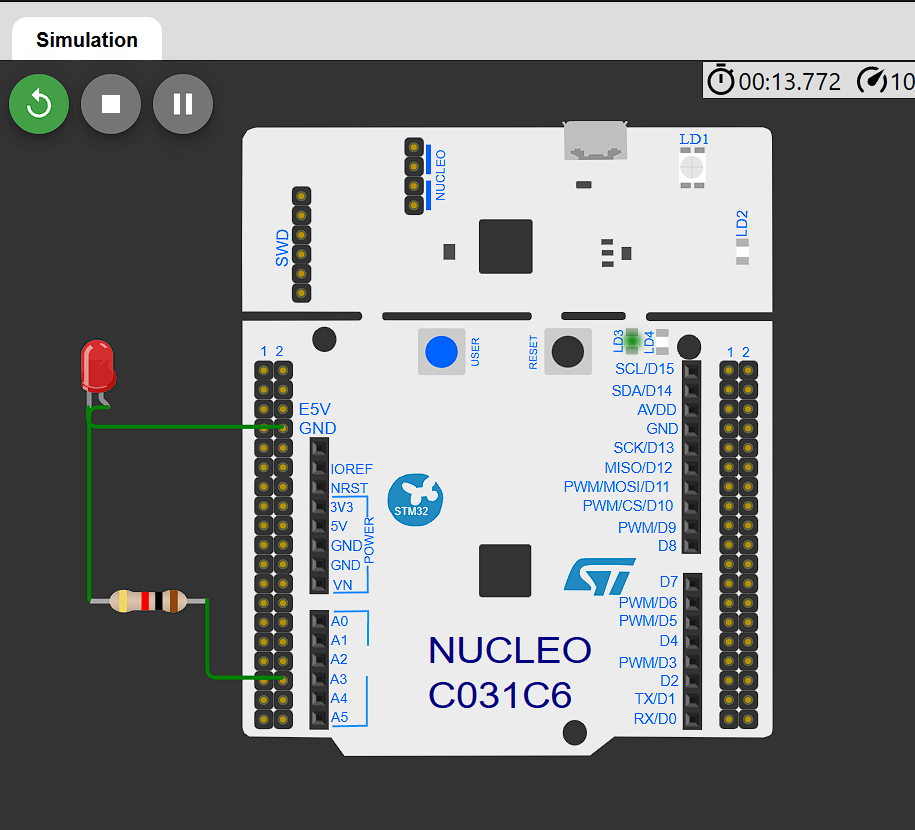 Simulation
00:13.772
10
LD1
NUCLEO
LD2
SWD
USER
RESET
LD3
LD4
1 2
1 2
E5V
GND
IOREF
NRST
3V3
5V
GND
GND
VN
POWER
A0
A1
A2
A3
A4
A5
STM32
SCL/D15
SDA/D14
AVDD
GND
SCK/D13
MISO/D12
PWM/MOSI/D11
PWM/CS/D10
PWM/D9
D8
D7
PWM/D6
PWM/D5
D4
PWM/D3
D2
TX/D1
RX/D0
ST
NUCLEO
C031C6